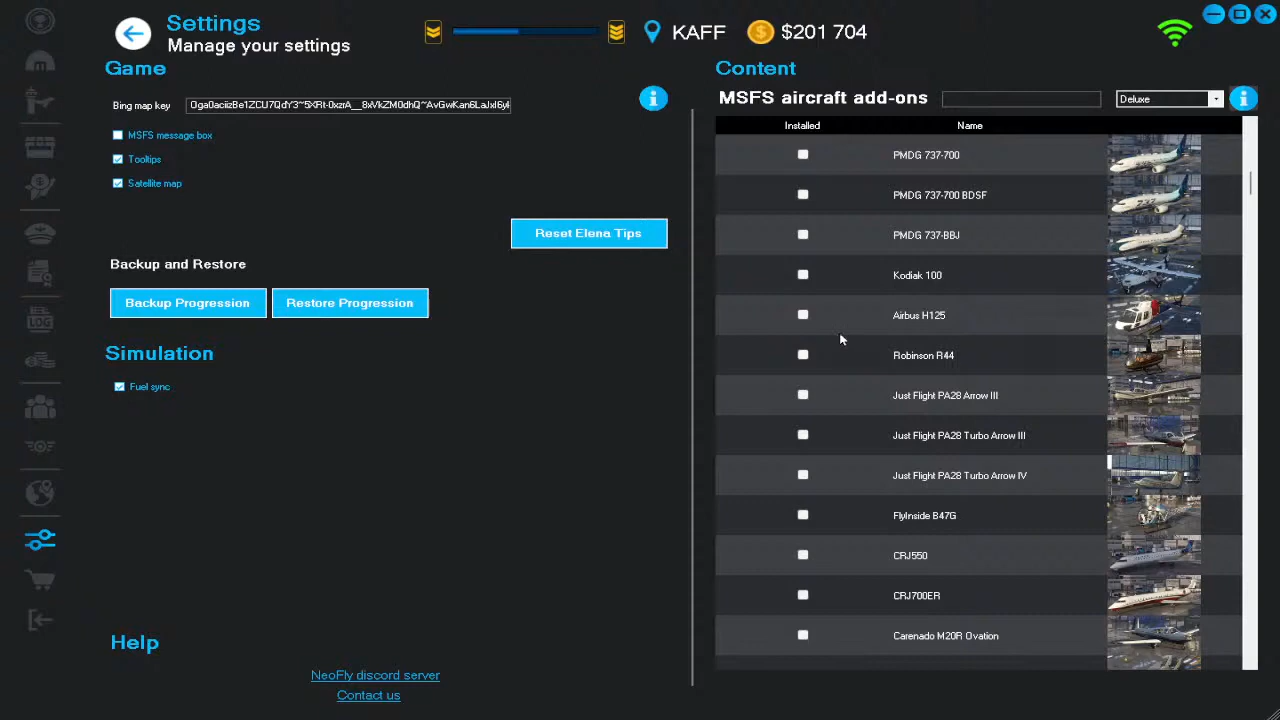 Settings
Manage your settings
KAFF
$201 704
Game
Bing map key
MSFS message box
Tooltips
Satellite map
Reset Elena Tips
Backup and Restore
Backup Progression
Restore Progression
Simulation
Fuel sync
Help
NeoFly discord server
Contact us
Content
MSFS aircraft add-ons
Deluxe
Installed
Name
PMDG 737-700
PMDG 737-700 BDSF
PMDG 737-BBJ
Kodiak 100
Airbus H125
Robinson R44
Just Flight PA28 Arrow III
Just Flight PA28 Turbo Arrow III
Just Flight PA28 Turbo Arrow IV
FlyInside B47G
CRJ550
CRJ700ER
Carenado M20R Ovation
LOG